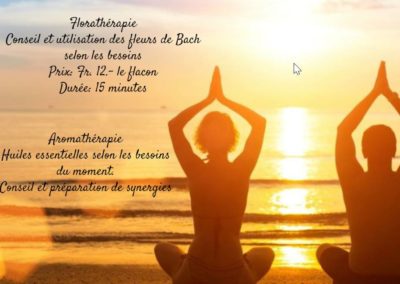 Florathérapie
Conseil et utilisation des fleurs de Bach
selon les besoins
Prix: Fr. 12.- le flacon
Durée: 15 minutes
Aromathérapie
Huiles essentielles selon les besoins
du moment.
Conseil et préparation de synergies